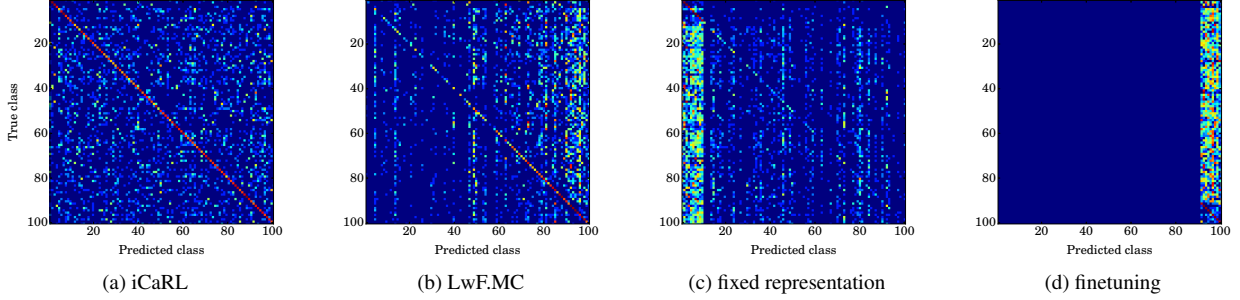 True class
20
40
60
80
100
20 40 60 80 100
Predicted class
(a) iCaRL
20
40
60
80
100
20 40 60 80 100
Predicted class
(b) LwF.MC
20
40
60
80
100
20 40 60 80 100
Predicted class
(c) fixed representation
20
40
60
80
100
20 40 60 80 100
Predicted class
(d) finetuning